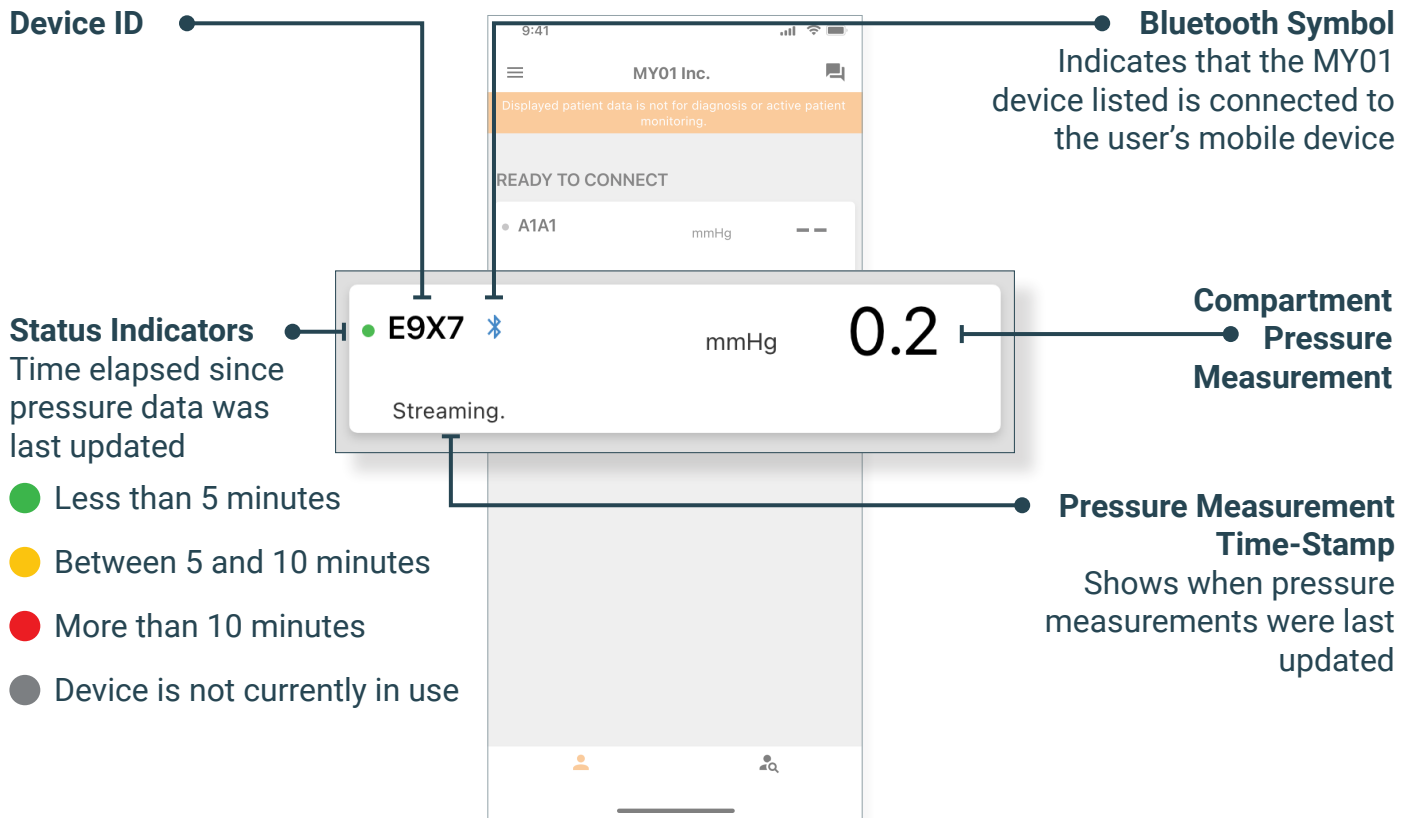 Device ID
Bluetooth Symbol
Indicates that the MY01
device listed is connected to
the user’s mobile device
9:41
MY01 Inc.
Displayed patient data is not for diagnosis or active patient
monitoring.
READY TO CONNECT
A1A1 mmHg --
Status Indicators
Time elapsed since
pressure data was
last updated
Less than 5 minutes
Between 5 and 10 minutes
More than 10 minutes
Device is not currently in use
E9X7 mmHg 0.2
Streaming.
Compartment
Pressure
Measurement
Pressure Measurement
Time-Stamp
Shows when pressure
measurements were last
updated